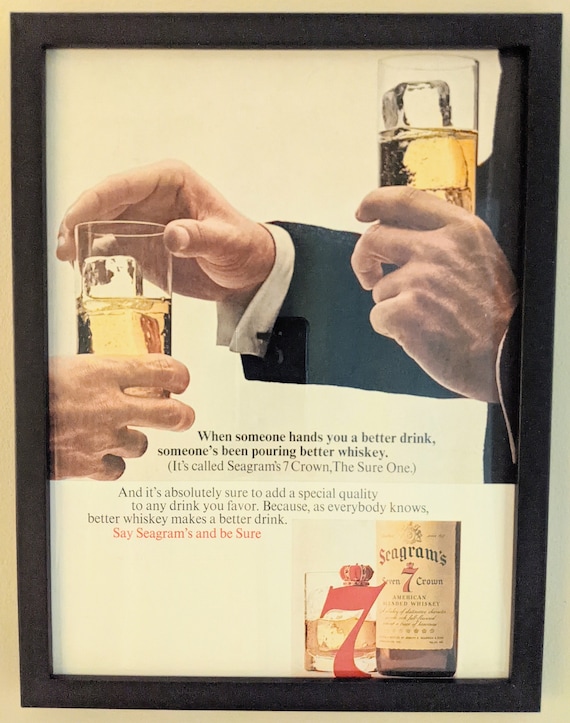 When someone hands you a better drink,
someone's been pouring better whiskey.
(It's called Seagram's 7 Crown, The Sure One.)
And it's absolutely sure to add a special quality
to any drink you favor. Because, as everybody knows,
better whiskey makes a better drink.
Say Seagram's and be Sure
7
Seagram's
Seven 7 Crown
AMERICAN
BLENDED WHISKEY